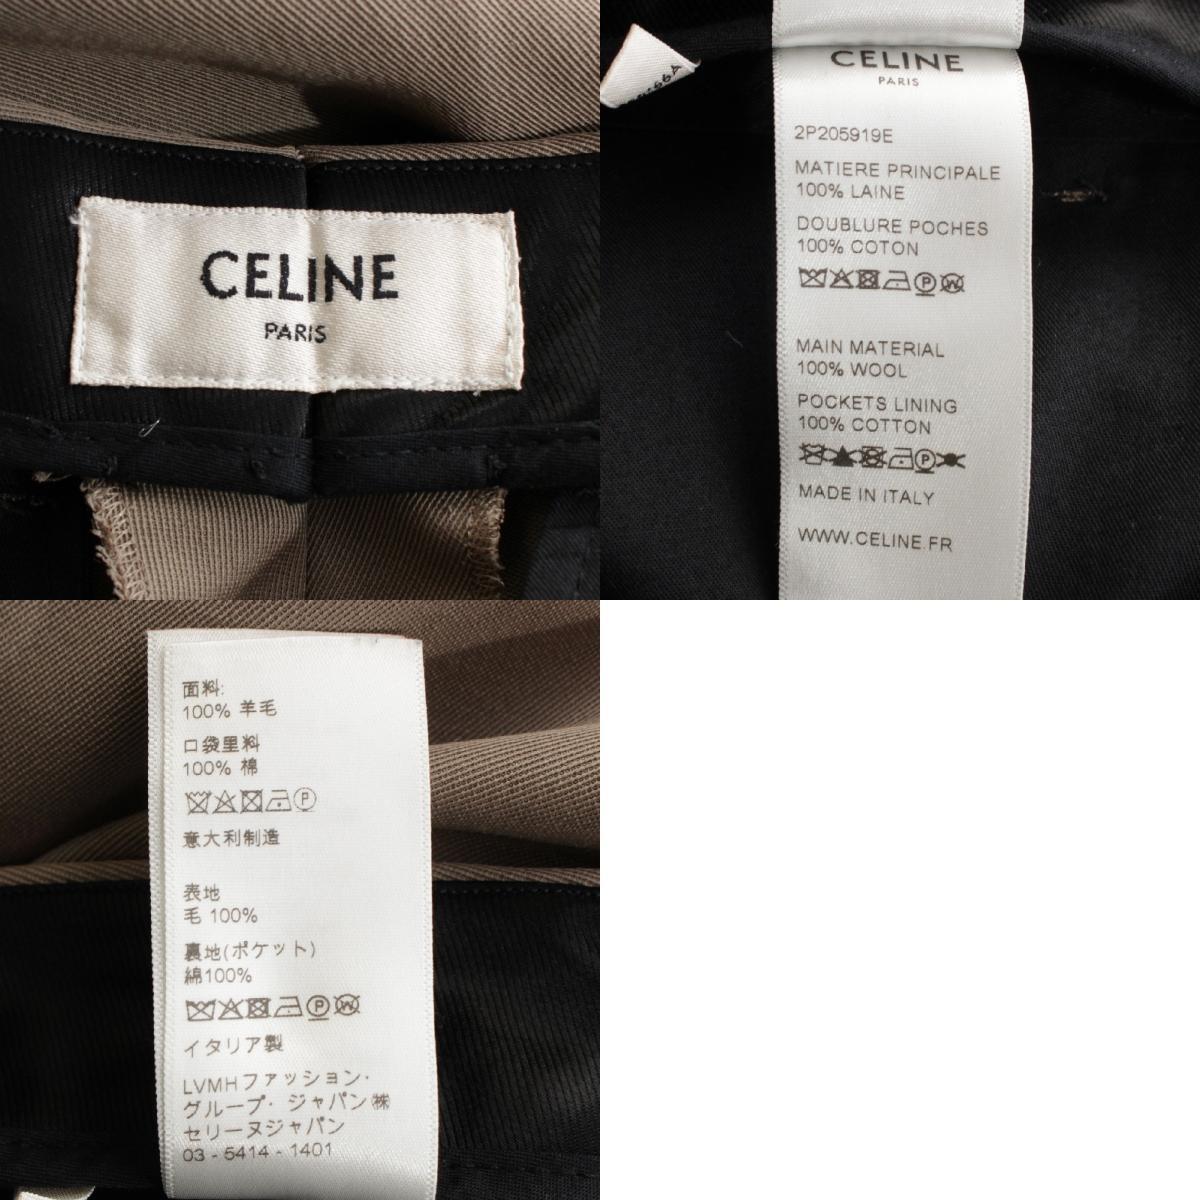 CELINE
PARIS
CELINE
PARIS
2P205919E
MATIERE PRINCIPALE
100% LAINE
DOUBLURE POCHES
100% COTON
MAIN MATERIAL
100% WOOL
POCKETS LINING
100% COTTON
MADE IN ITALY
WWW.CELINE.FR
面料:
100% 羊毛
口袋里料
100% 棉
意大利制造
表地
毛 100%
裏地(ポケット)
綿100%
イタリア製
LVMHファッション・
グループ・ジャパン㈱
セリーヌジャパン
03 - 5414 - 1401